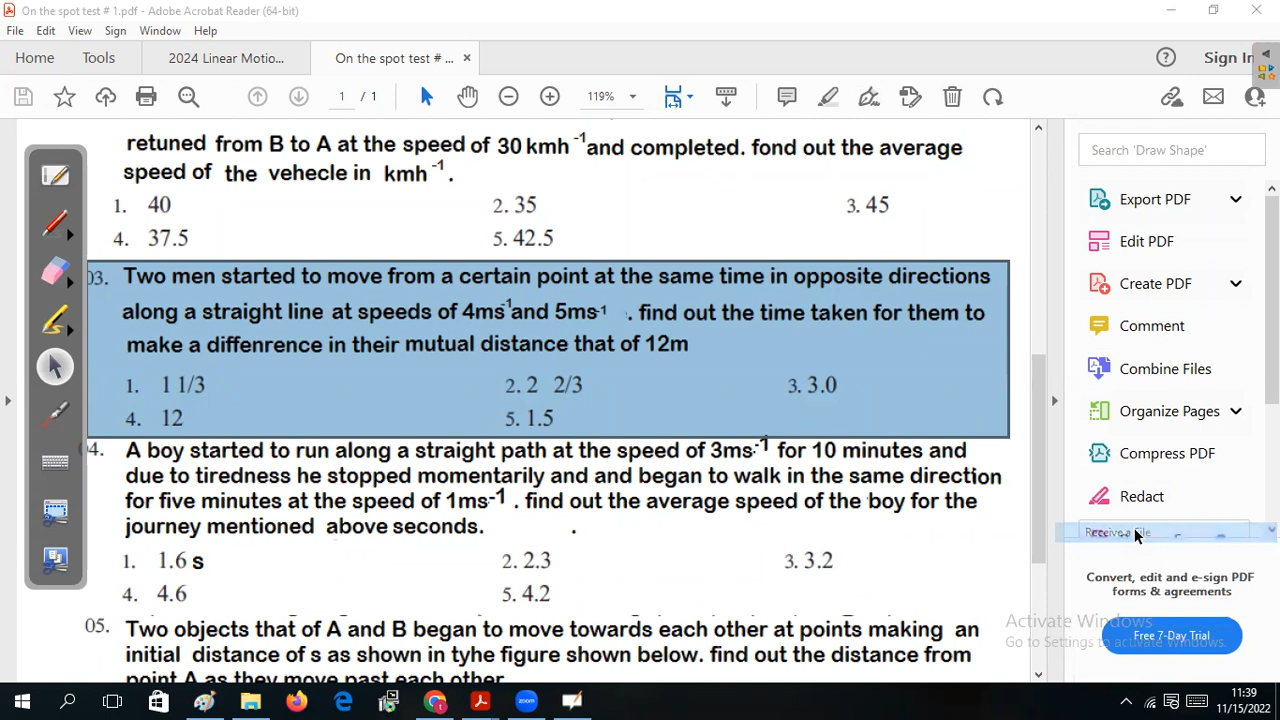 On the spot test # 1.pdf - Adobe Acrobat Reader (64-bit)
File Edit View Sign Window Help
Home Tools 2024 Linear Motio... On the spot test # ... × Sign In
1 / 1 119%
retuned from B to A at the speed of 30 kmh -1 and completed. fond out the average
speed of the vehecle in kmh -1 .
1. 40 2. 35 3. 45
4. 37.5 5. 42.5
03. Two men started to move from a certain point at the same time in opposite directions
along a straight line at speeds of 4ms-1 and 5ms-1 . find out the time taken for them to
make a diffenrence in their mutual distance that of 12m
1. 1 1/3 2. 2 2/3 3. 3.0
4. 12 5. 1.5
04. A boy started to run along a straight path at the speed of 3ms-1 for 10 minutes and
due to tiredness he stopped momentarily and and began to walk in the same direction
for five minutes at the speed of 1ms-1 . find out the average speed of the boy for the
journey mentioned above seconds. .
1. 1.6 s 2. 2.3 3. 3.2
4. 4.6 5. 4.2
05. Two objects that of A and B began to move towards each other at points making an
initial distance of s as shown in tyhe figure shown below. find out the distance from
point A as they move past each other
Search 'Draw Shape'
Export PDF
Edit PDF
Create PDF
Comment
Combine Files
Organize Pages
Compress PDF
Redact
Receive a File
Convert, edit and e-sign PDF
forms & agreements
Free 7-Day Trial
Activate Windows
Go to Settings to activate Windows.
zoom
11:39
11/15/2022